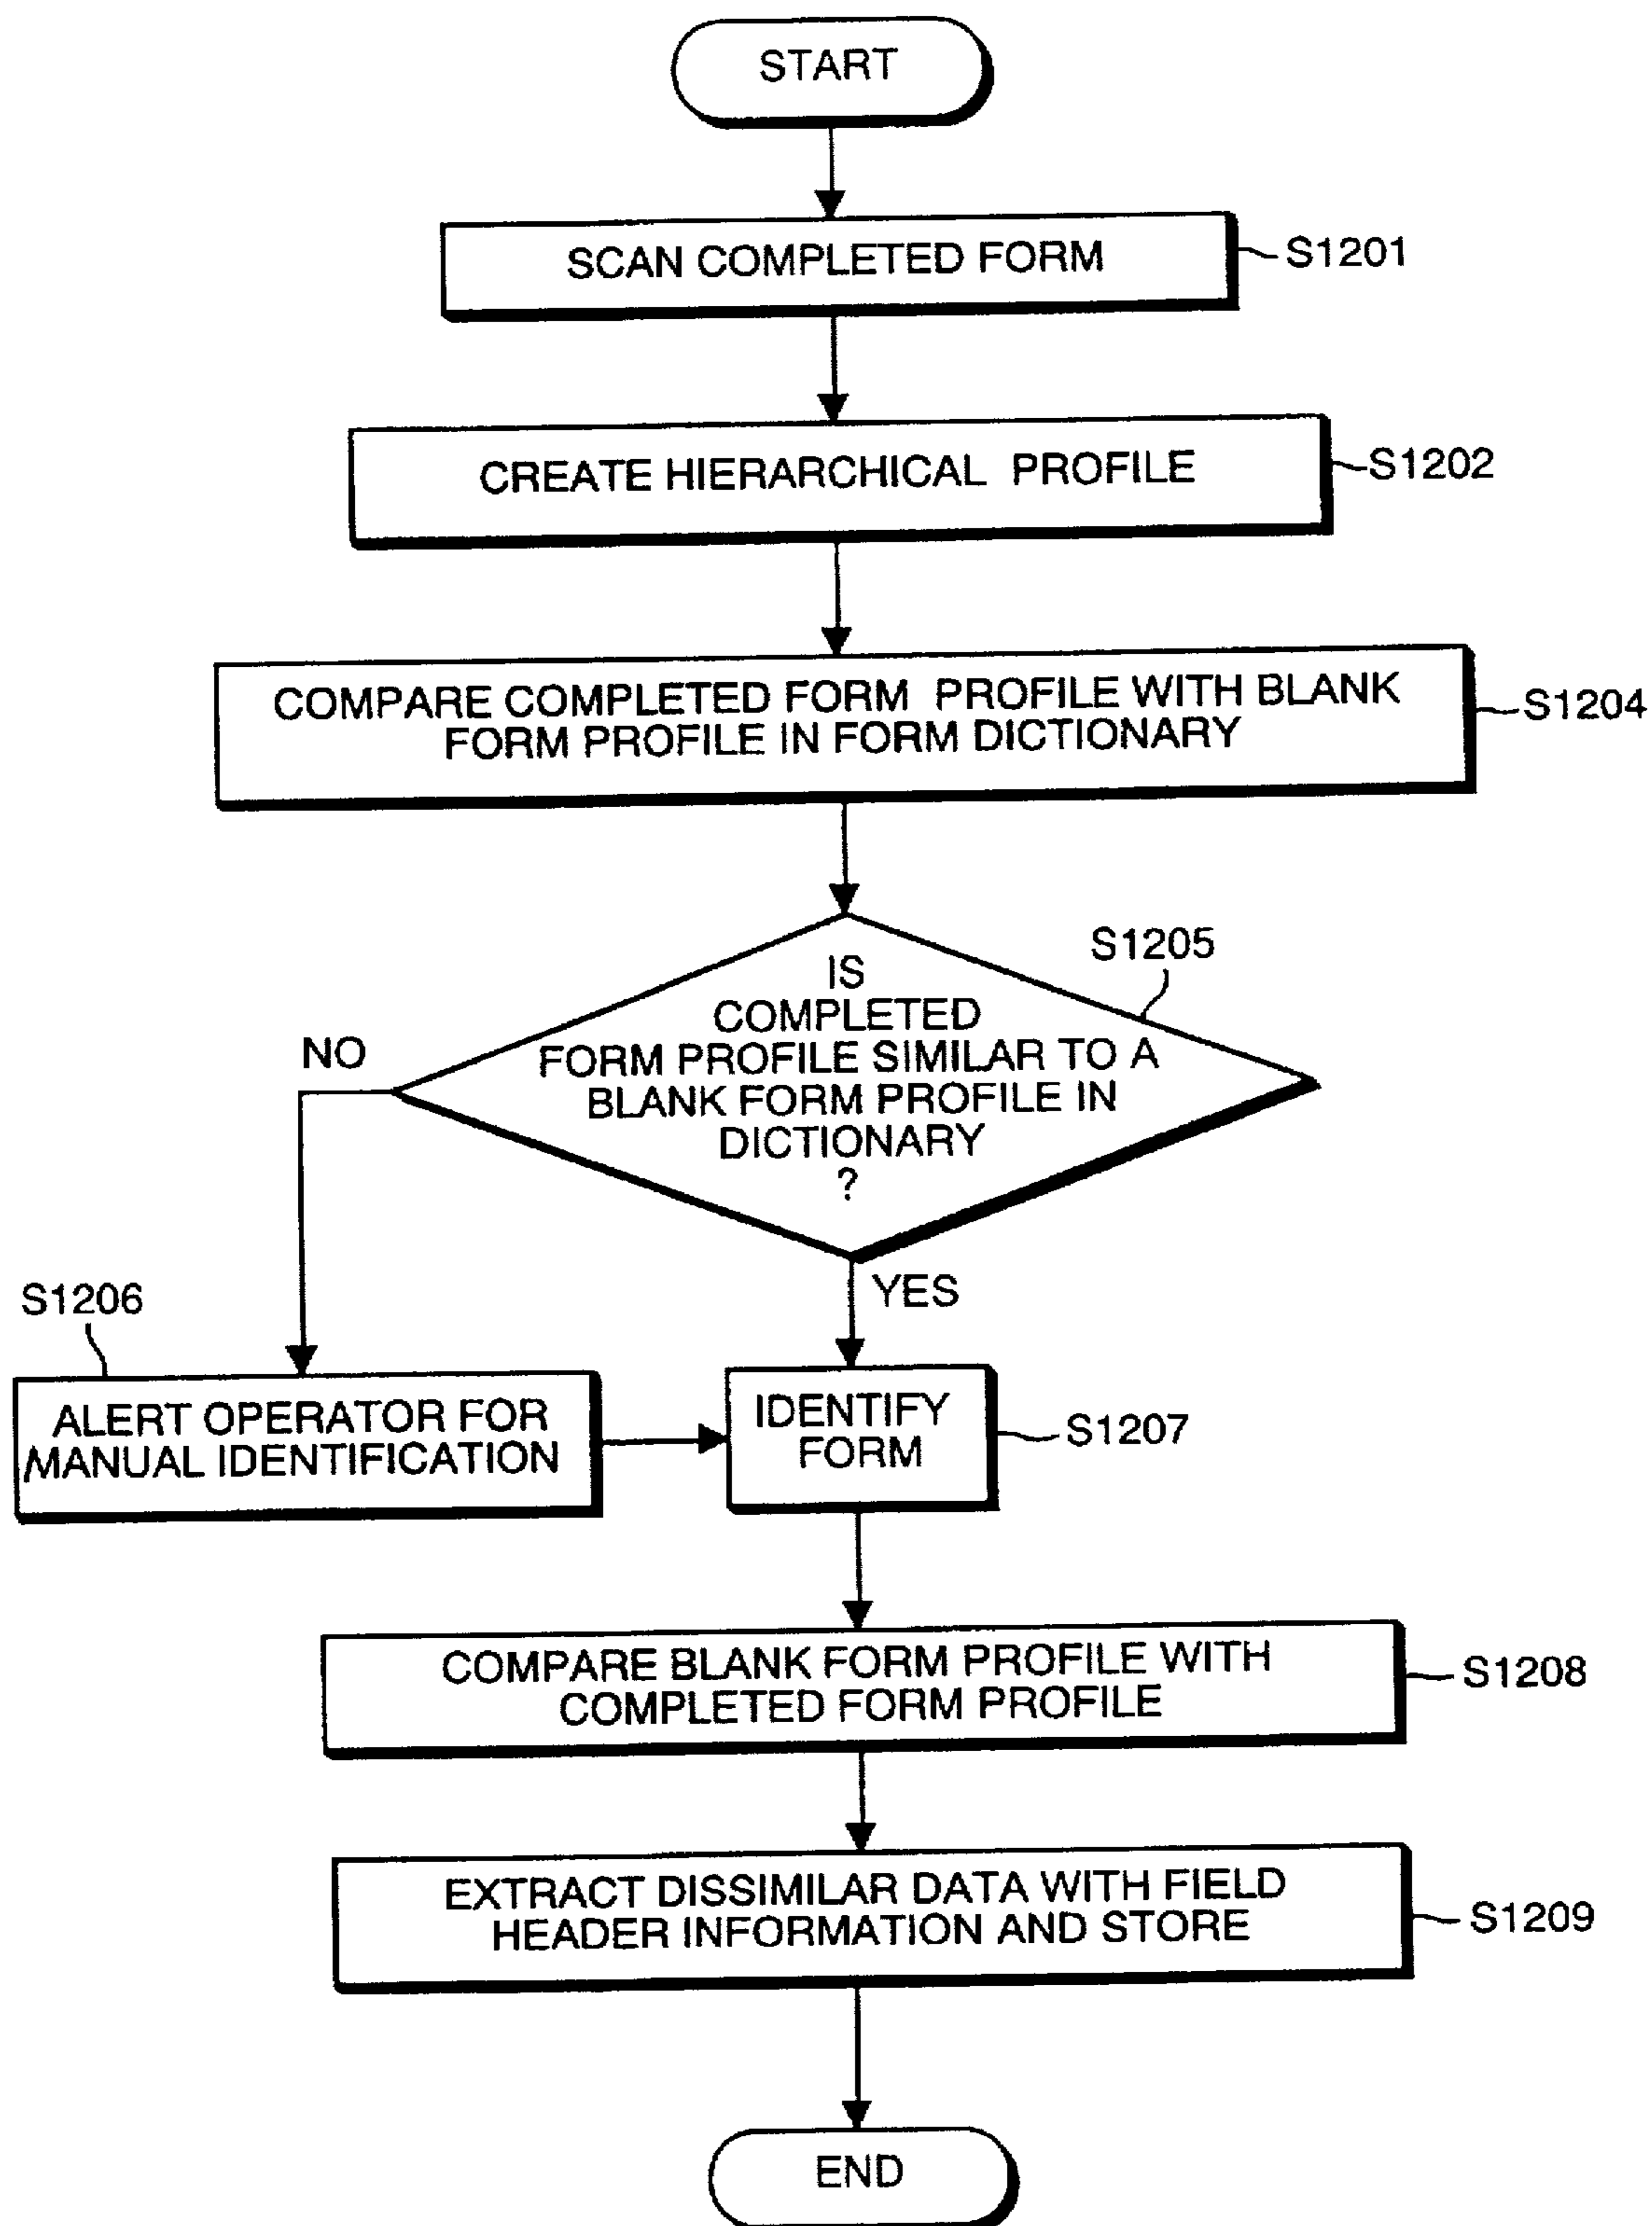 START
SCAN COMPLETED FORM
S1201
CREATE HIERARCHICAL PROFILE
S1202
COMPARE COMPLETED FORM PROFILE WITH BLANK
FORM PROFILE IN FORM DICTIONARY
S1204
S1205
IS
COMPLETED
FORM PROFILE SIMILAR TO A
BLANK FORM PROFILE IN
DICTIONARY
?
NO
YES
S1206
ALERT OPERATOR FOR
MANUAL IDENTIFICATION
IDENTIFY
FORM
S1207
COMPARE BLANK FORM PROFILE WITH
COMPLETED FORM PROFILE
S1208
EXTRACT DISSIMILAR DATA WITH FIELD
HEADER INFORMATION AND STORE
S1209
END